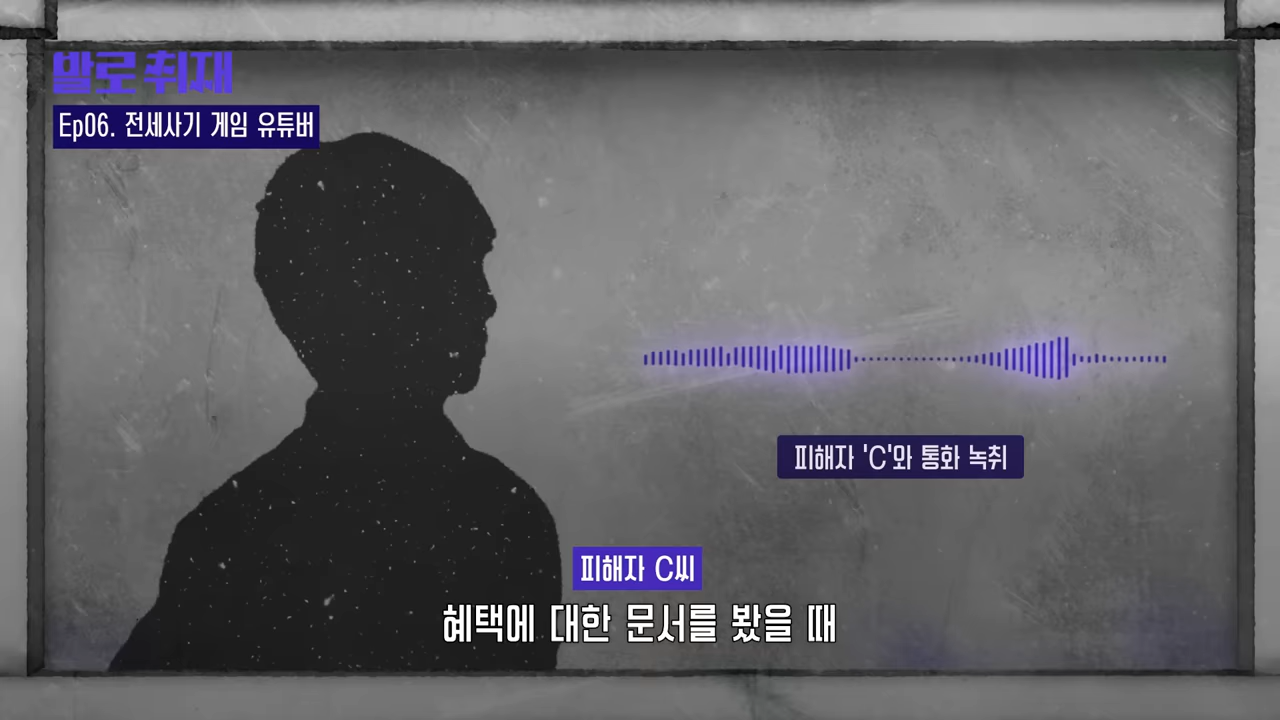 발로 취재
Ep06. 전세사기 게임 유튜버
피해자 'C'와 통화 녹취
피해자 C씨
혜택에 대한 문서를 봤을 때